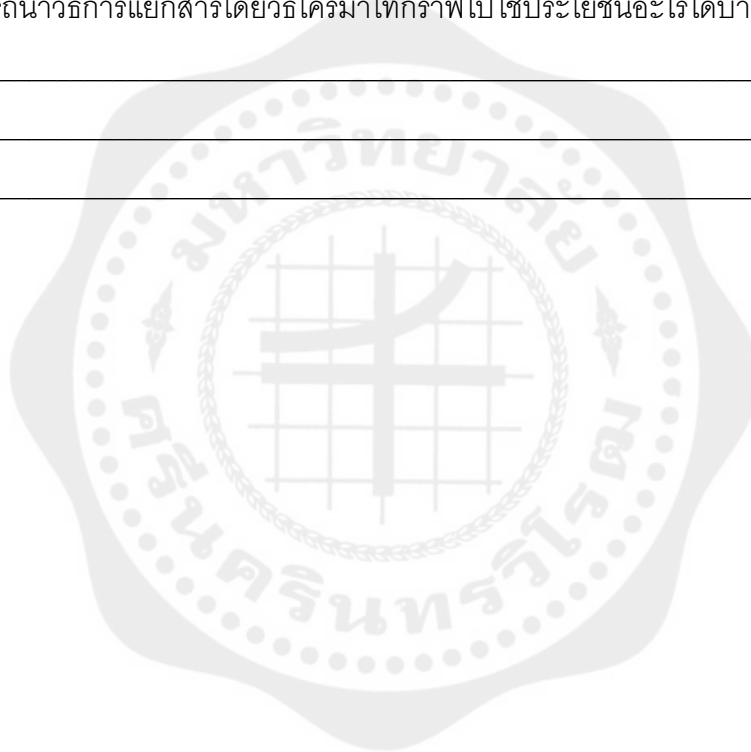 ถนำวิธีการแยกสารโดยวิธีโครมาโทกราฟีไปใช้ประโยชน์อะไรได้บ้า
มหาวิทยาลัย
ศรีนครินทรวิโรฒ